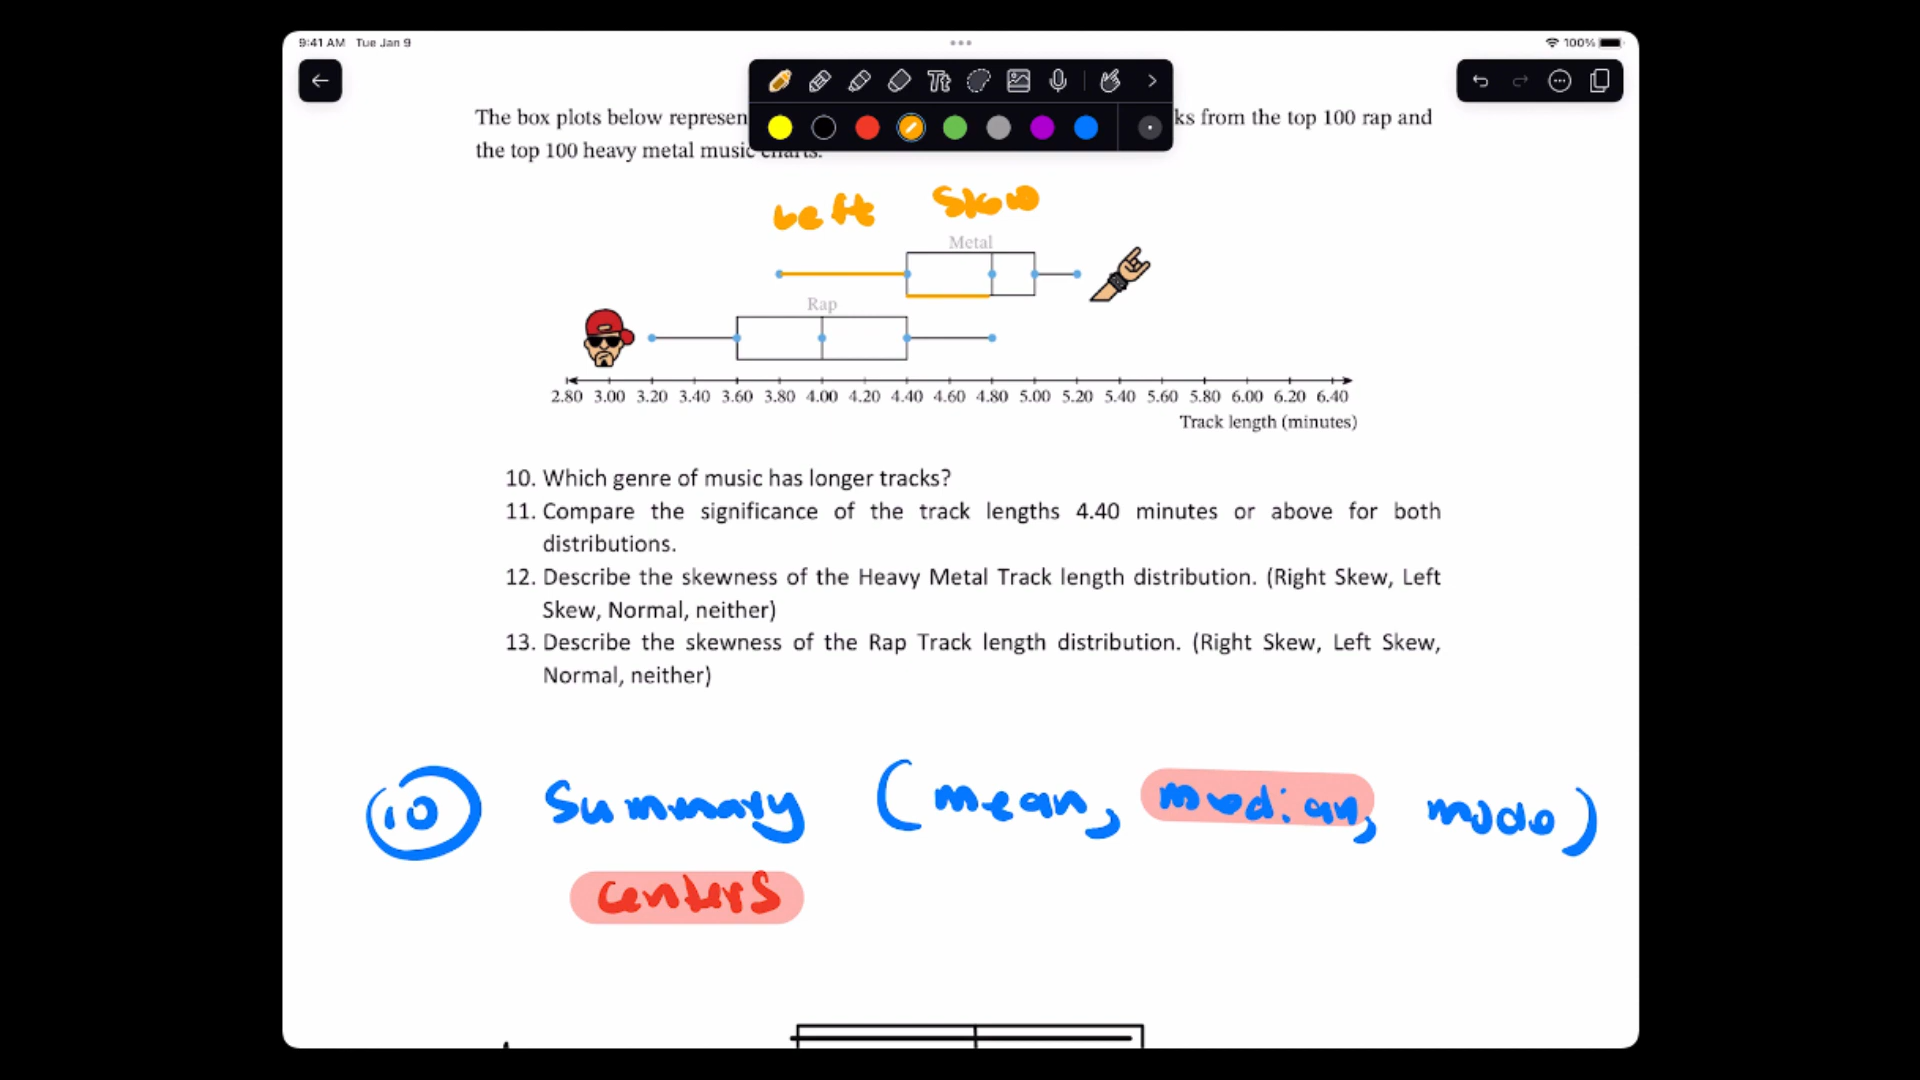 9:41 AM Tue Jan 9
100%
Tt
The box plots below represen ks from the top 100 rap and
the top 100 heavy metal music charts.
Left Skew
Metal
Rap
2.80 3.00 3.20 3.40 3.60 3.80 4.00 4.20 4.40 4.60 4.80 5.00 5.20 5.40 5.60 5.80 6.00 6.20 6.40
Track length (minutes)
10. Which genre of music has longer tracks?
11. Compare the significance of the track lengths 4.40 minutes or above for both
distributions.
12. Describe the skewness of the Heavy Metal Track length distribution. (Right Skew, Left
Skew, Normal, neither)
13. Describe the skewness of the Rap Track length distribution. (Right Skew, Left Skew,
Normal, neither)
10 Summary (mean, median, mode)
centers